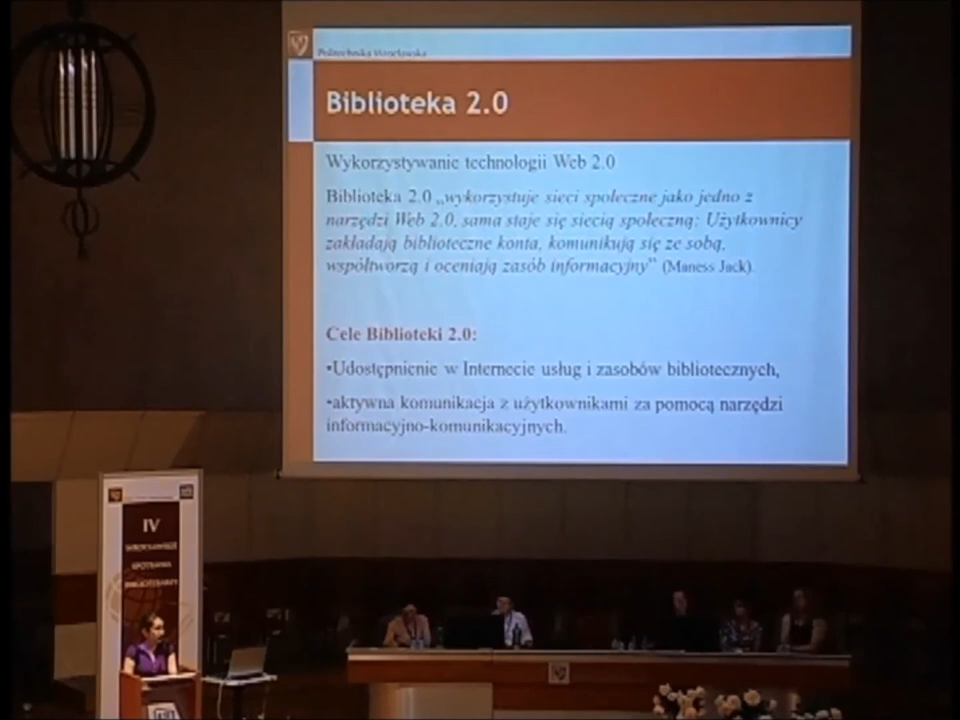 Politechnika Wrocławska
Biblioteka 2.0
Wykorzystywanie technologii Web 2.0
Biblioteka 2.0 „wykorzystuje sieci społeczne jako jedno z
narzędzi Web 2.0, sama staje się siecią społeczną: Użytkownicy
zakładają biblioteczne konta, komunikują się ze sobą,
współtworzą i oceniają zasób informacyjny” (Maness Jack).
Cele Biblioteki 2.0:
•Udostępnienie w Internecie usług i zasobów bibliotecznych,
•aktywna komunikacja z użytkownikami za pomocą narzędzi
informacyjno-komunikacyjnych.
IV
WROCŁAWSKIE
SPOTKANIA
BIBLIOTEKARZY